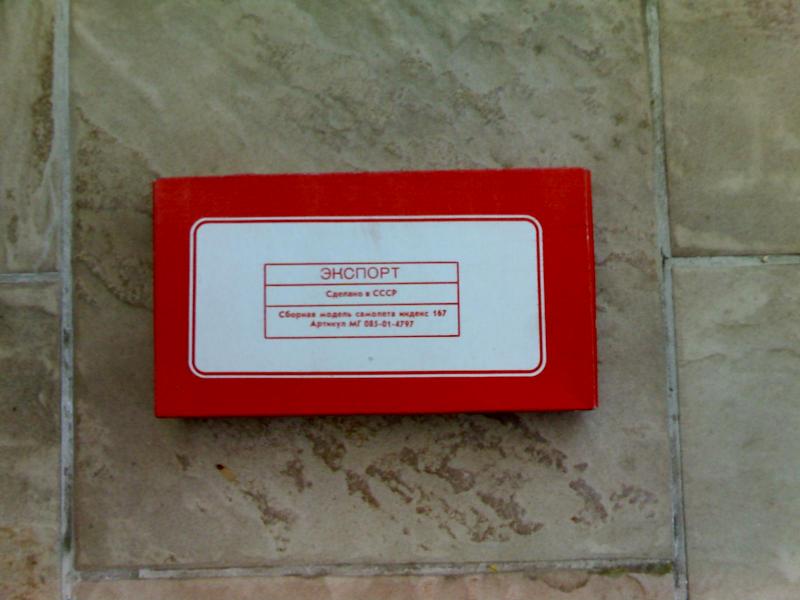 ЭКСПОРТ
Сделано в СССР
Сборная модель самолета индекс 167
Артикул МГ 085-01-4797